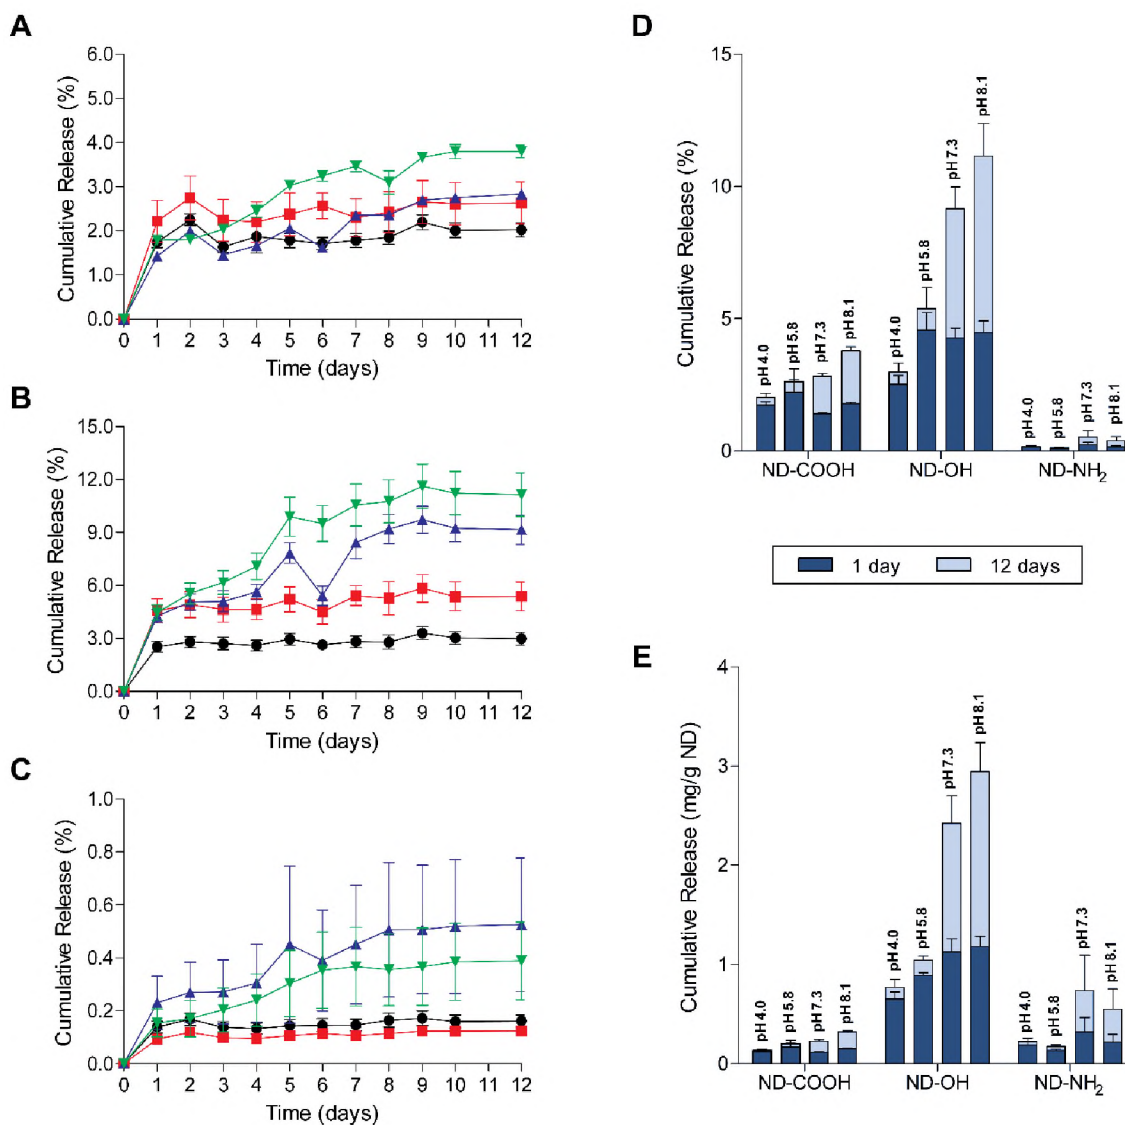 A
Cumulative Release (%)
6.0
5.0
4.0
3.0
2.0
1.0
0.0
0 1 2 3 4 5 6 7 8 9 10 11 12
Time (days)
B
Cumulative Release (%)
15.0
12.0
9.0
6.0
3.0
0.0
0 1 2 3 4 5 6 7 8 9 10 11 12
Time (days)
C
Cumulative Release (%)
1.0
0.8
0.6
0.4
0.2
0.0
0 1 2 3 4 5 6 7 8 9 10 11 12
Time (days)
D
Cumulative Release (%)
15
10
5
0
pH 4.0
pH 5.8
pH 7.3
pH 8.1
pH 4.0
pH 5.8
pH 7.3
pH 8.1
pH 4.0
pH 5.8
pH 7.3
pH 8.1
ND-COOH ND-OH ND-NH₂
1 day 12 days
E
Cumulative Release (mg/g ND)
4
3
2
1
0
pH 4.0
pH 5.8
pH 7.3
pH 8.1
pH 4.0
pH 5.8
pH 7.3
pH 8.1
pH 4.0
pH 5.8
pH 7.3
pH 8.1
ND-COOH ND-OH ND-NH₂